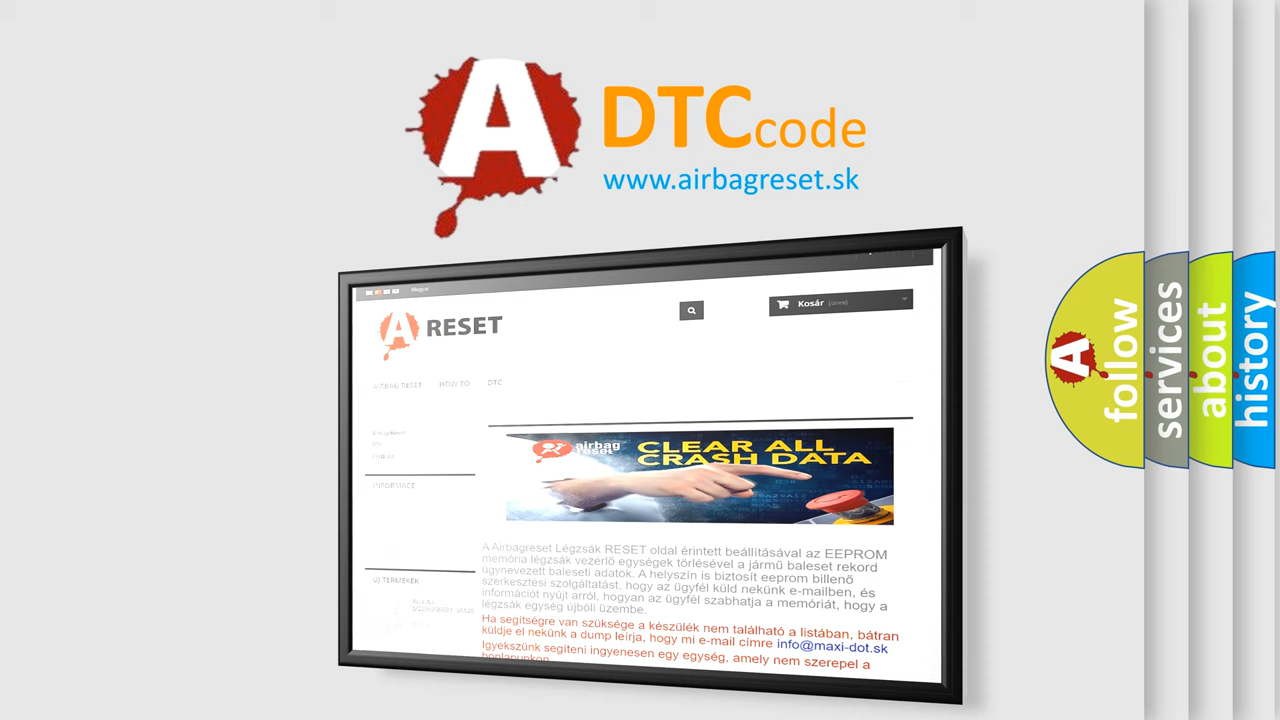 A DTC code
www.airbagreset.sk
Magyar
A RESET
Kosár (üres)
AIRBAG RESET HOW TO DTC
INFORMACE
airbag
reset
CLEAR ALL
CRASH DATA
A Airbagreset Légzsák RESET oldal érintett beállításával az EEPROM
memória légzsák vezérlő egységek törlésével a jármű baleset rekord
úgynevezett baleseti adatok. A helyszín is biztosít eeprom billenő
szerkesztési szolgáltatást, hogy az ügyfél küld nekünk e-mailben, és
információt nyújt arról, hogyan az ügyfél szabhatja a memóriát, hogy a
légzsák egység újbóli üzembe.
ÚJ TERMÉKEK
Ha segítségre van szüksége a készülék nem található a listában, bátran
küldje el nekünk a dump leírja, hogy mi e-mail címre info@maxi-dot.sk
Igyekszünk segíteni ingyenesen egy egység, amely nem szerepel a
honlapunkon
A follow
services
about
history